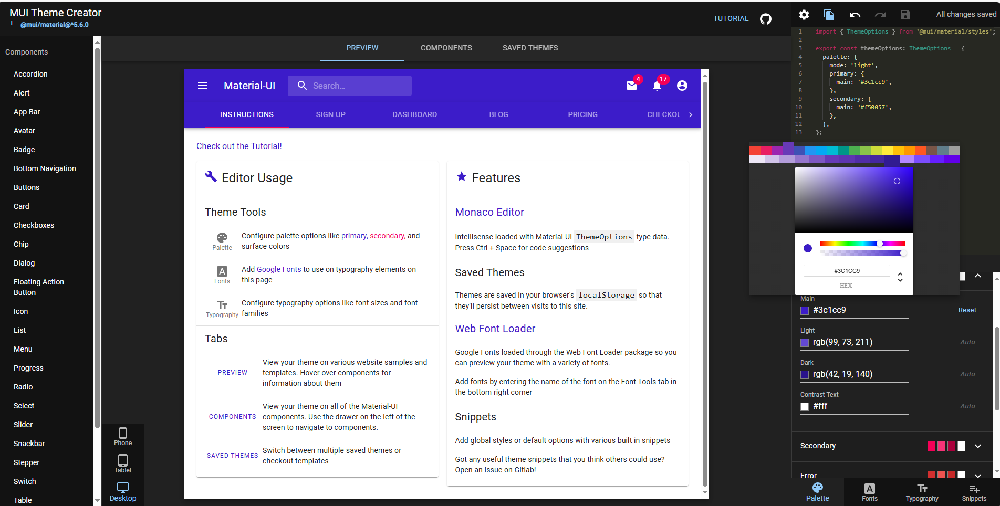 MUI Theme Creator
@mui/material@^5.6.0
TUTORIAL
All changes saved
Components
Accordion
Alert
App Bar
Avatar
Badge
Bottom Navigation
Buttons
Card
Checkboxes
Chip
Dialog
Floating Action
Button
Icon
List
Menu
Progress
Radio
Select
Slider
Snackbar
Stepper
Switch
Table
PREVIEW
COMPONENTS
SAVED THEMES
Material-UI
Search...
4
17
INSTRUCTIONS
SIGN UP
DASHBOARD
BLOG
PRICING
CHECKOU
Check out the Tutorial!
Editor Usage
Theme Tools
Palette
Configure palette options like primary, secondary, and
surface colors
Fonts
Add Google Fonts to use on typography elements on
this page
Typography
Configure typography options like font sizes and font
families
Tabs
PREVIEW
View your theme on various website samples and
templates. Hover over components for
information about them
COMPONENTS
View your theme on all of the Material-UI
components. Use the drawer on the left of the
screen to navigate to components.
SAVED THEMES
Switch between multiple saved themes or
checkout templates
Features
Monaco Editor
Intellisense loaded with Material-UI ThemeOptions type data.
Press Ctrl + Space for code suggestions
Saved Themes
Themes are saved in your browser's localStorage so that
they'll persist between visits to this site.
Web Font Loader
Google Fonts loaded through the Web Font Loader package so you
can preview your theme with a variety of fonts.
Add fonts by entering the name of the font on the Font Tools tab in
the bottom right corner
Snippets
Add global styles or default options with various built in snippets
Got any useful theme snippets that you think others could use?
Open an issue on Gitlab!
Phone
Tablet
Desktop
1 import { ThemeOptions } from '@mui/material/styles';
2
3 export const themeOptions: ThemeOptions = {
4 palette: {
5 mode: 'light',
6 primary: {
7 main: '#3c1cc9',
8 },
9 secondary: {
10 main: '#f50057',
11 },
12 },
13 };
#3C1CC9
HEX
Main
#3c1cc9
Reset
Light
rgb(99, 73, 211)
Auto
Dark
rgb(42, 19, 140)
Auto
Contrast Text
#fff
Auto
Secondary
Error
Palette
Fonts
Typography
Snippets